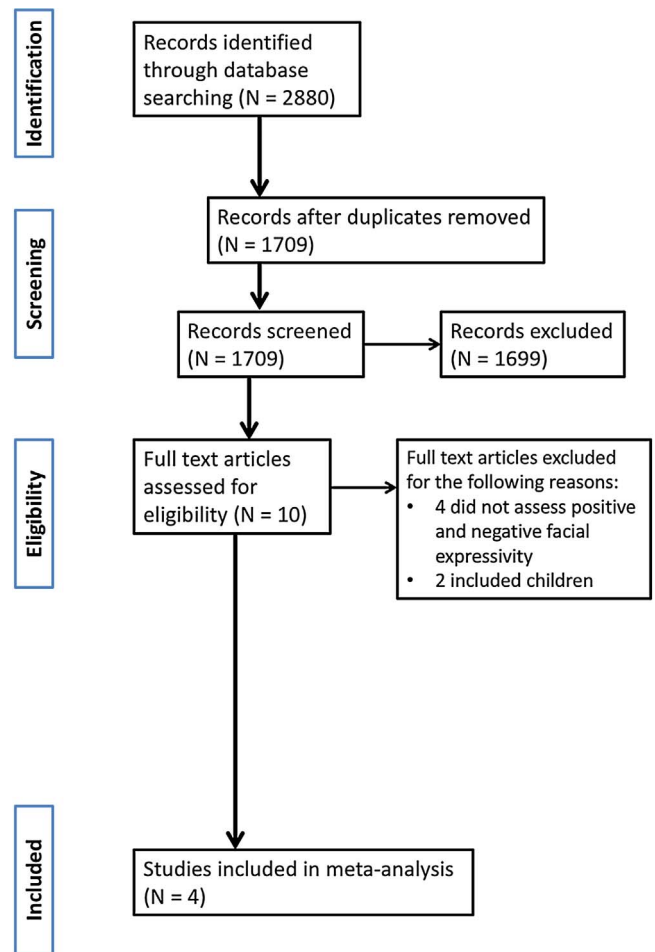 Identification
Records identified
through database
searching (N = 2880)
Screening
Records after duplicates removed
(N = 1709)
Records screened
(N = 1709)
Records excluded
(N = 1699)
Eligibility
Full text articles
assessed for
eligibility (N = 10)
Full text articles excluded
for the following reasons:
• 4 did not assess positive
and negative facial
expressivity
• 2 included children
Included
Studies included in meta-analysis
(N = 4)